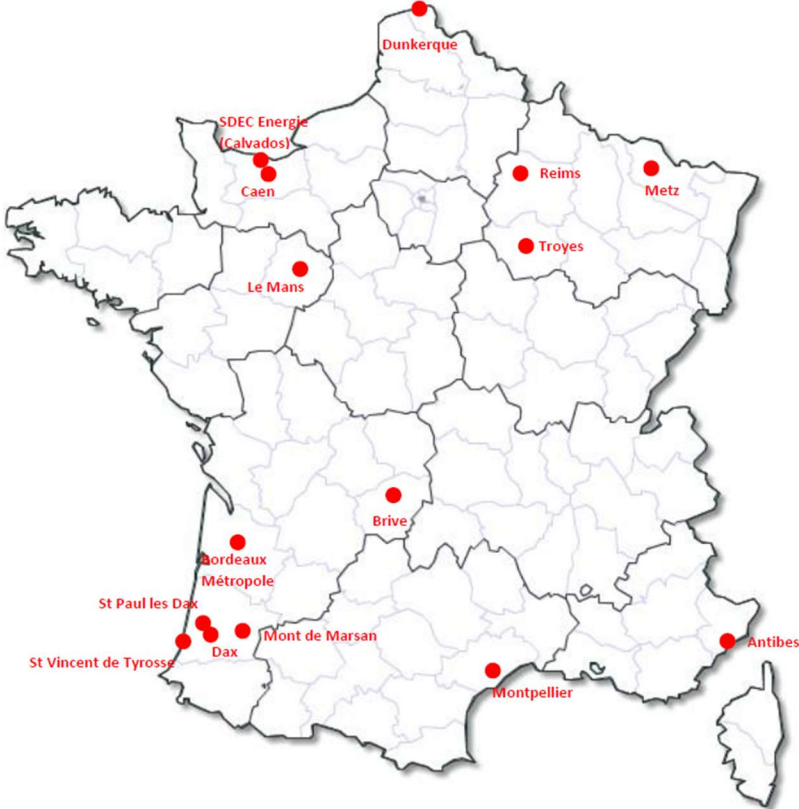 Dunkerque
SDEC Energie
(Calvados)
Caen
Reims
Metz
Troyes
Le Mans
Brive
Bordeaux
Métropole
St Paul les Dax
Mont de Marsan
Dax
St Vincent de Tyrosse
Antibes
Montpellier